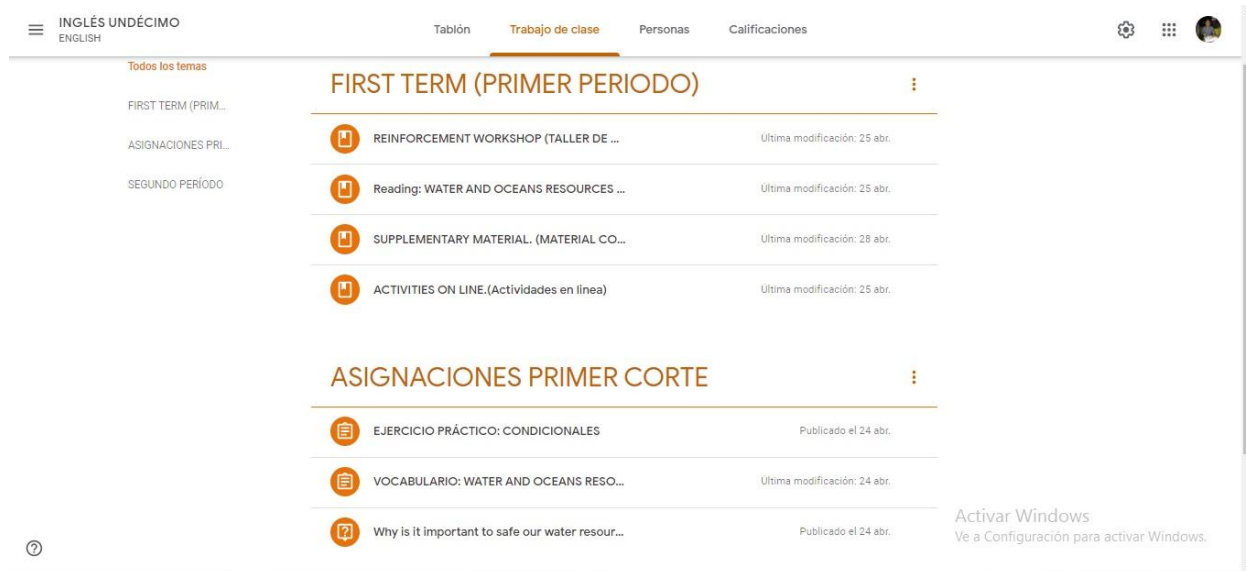 INGLÉS UNDÉCIMO
ENGLISH
Tablón
Trabajo de clase
Personas
Calificaciones
Todos los temas
FIRST TERM (PRIM...
ASIGNACIONES PRI...
SEGUNDO PERÍODO
FIRST TERM (PRIMER PERIODO)
REINFORCEMENT WORKSHOP (TALLER DE ...
Última modificación: 25 abr.
Reading: WATER AND OCEANS RESOURCES ...
Última modificación: 25 abr.
SUPPLEMENTARY MATERIAL. (MATERIAL CO...
Última modificación: 28 abr.
ACTIVITIES ON LINE.(Actividades en linea)
Última modificación: 25 abr.
ASIGNACIONES PRIMER CORTE
EJERCICIO PRÁCTICO: CONDICIONALES
Publicado el 24 abr.
VOCABULARIO: WATER AND OCEANS RESO...
Última modificación: 24 abr.
Why is it important to safe our water resour...
Publicado el 24 abr.
Activar Windows
Ve a Configuración para activar Windows.